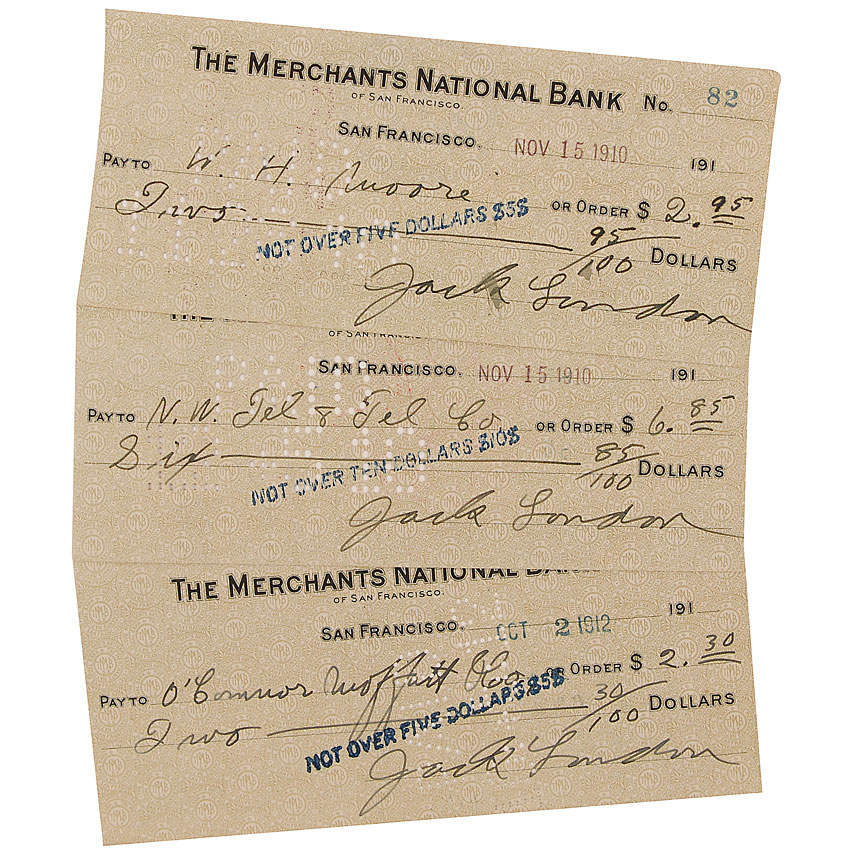 THE MERCHANTS NATIONAL BANK No. 82
OF SAN FRANCISCO.
SAN FRANCISCO. NOV 15 1910 191
PAY TO W. H. Moore OR ORDER $ 2.95
Two 95/100 DOLLARS
NOT OVER FIVE DOLLARS $5$
Jack London
SAN FRANCISCO. NOV 15 1910 191
PAY TO N. W. Tel & Tel Co OR ORDER $ 6.85
Six 85/100 DOLLARS
NOT OVER TEN DOLLARS $10$
Jack London
THE MERCHANTS NATIONAL BANK
OF SAN FRANCISCO.
SAN FRANCISCO. OCT 2 1912 191
PAY TO O'Connor Moffatt & Co OR ORDER $ 2.30
Two 30/100 DOLLARS
NOT OVER FIVE DOLLARS $5$
Jack London